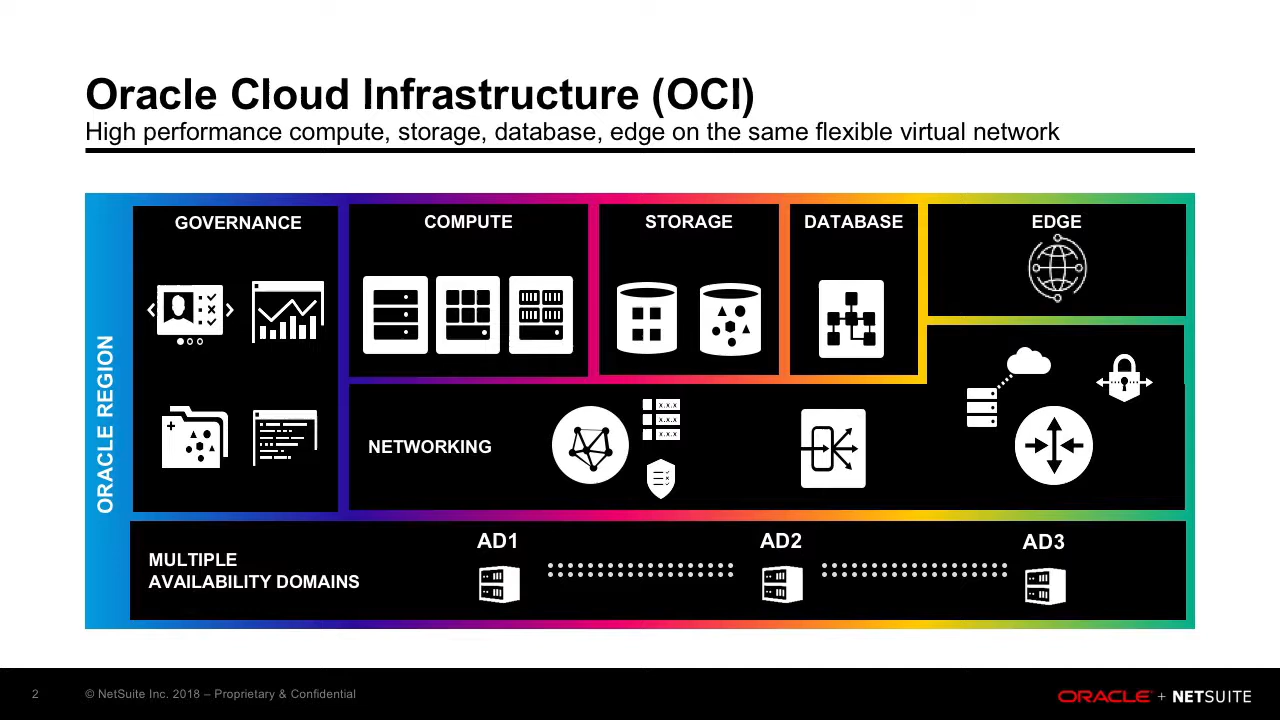 Oracle Cloud Infrastructure (OCI)
High performance compute, storage, database, edge on the same flexible virtual network
ORACLE REGION
GOVERNANCE
COMPUTE
STORAGE
DATABASE
EDGE
NETWORKING
X.X.X
X.X.X
X.X.X
MULTIPLE
AVAILABILITY DOMAINS
AD1
AD2
AD3
2
© NetSuite Inc. 2018 – Proprietary & Confidential
ORACLE + NETSUITE